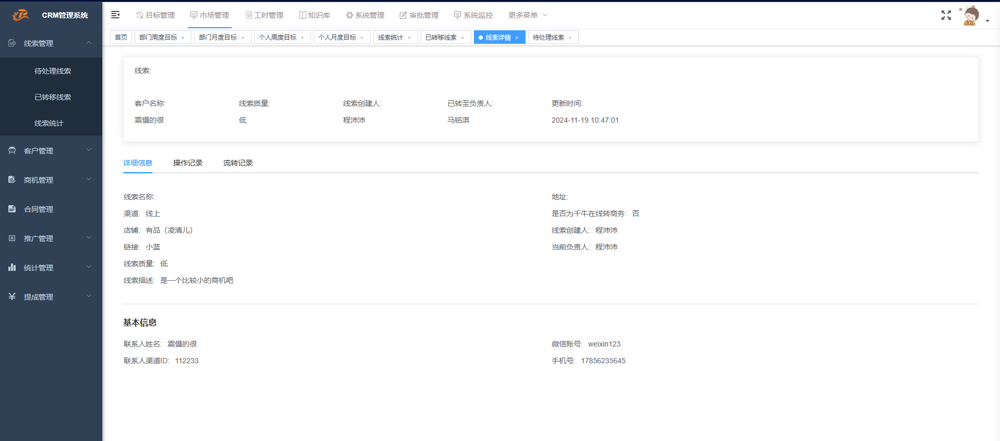 CRM管理系统
目标管理 市场管理 工时管理 知识库 系统管理 审批管理 系统监控 更多菜单
首页 部门周度目标 × 部门月度目标 × 个人周度目标 × 个人月度目标 × 线索统计 × 已转移线索 × 线索详情 × 待处理线索 ×
线索管理
待处理线索
已转移线索
线索统计
客户管理
商机管理
合同管理
推广管理
统计管理
提成管理
线索:
客户名称: 线索质量: 线索创建人: 已转至负责人: 更新时间:
震慑的很 低 程沛沛 马铭淇 2024-11-19 10:47:01
详细信息 操作记录 流转记录
线索名称: 地址:
渠道: 线上 是否为千牛在线转商务: 否
店铺: 有品（凌清儿） 线索创建人: 程沛沛
链接: 小蓝 当前负责人: 程沛沛
线索质量: 低
线索描述: 是一个比较小的商机吧
基本信息
联系人姓名: 震慑的很 微信账号: weixin123
联系人渠道ID: 112233 手机号: 17856235645